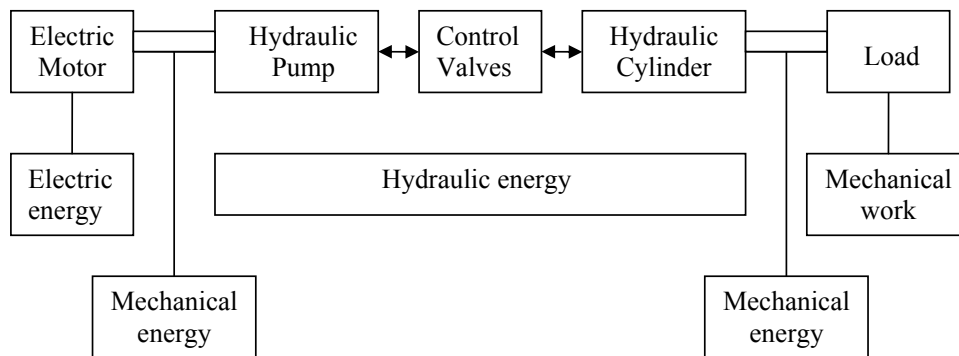 Electric
Motor
Hydraulic
Pump
Control
Valves
Hydraulic
Cylinder
Load
Electric
energy
Hydraulic energy
Mechanical
work
Mechanical
energy
Mechanical
energy